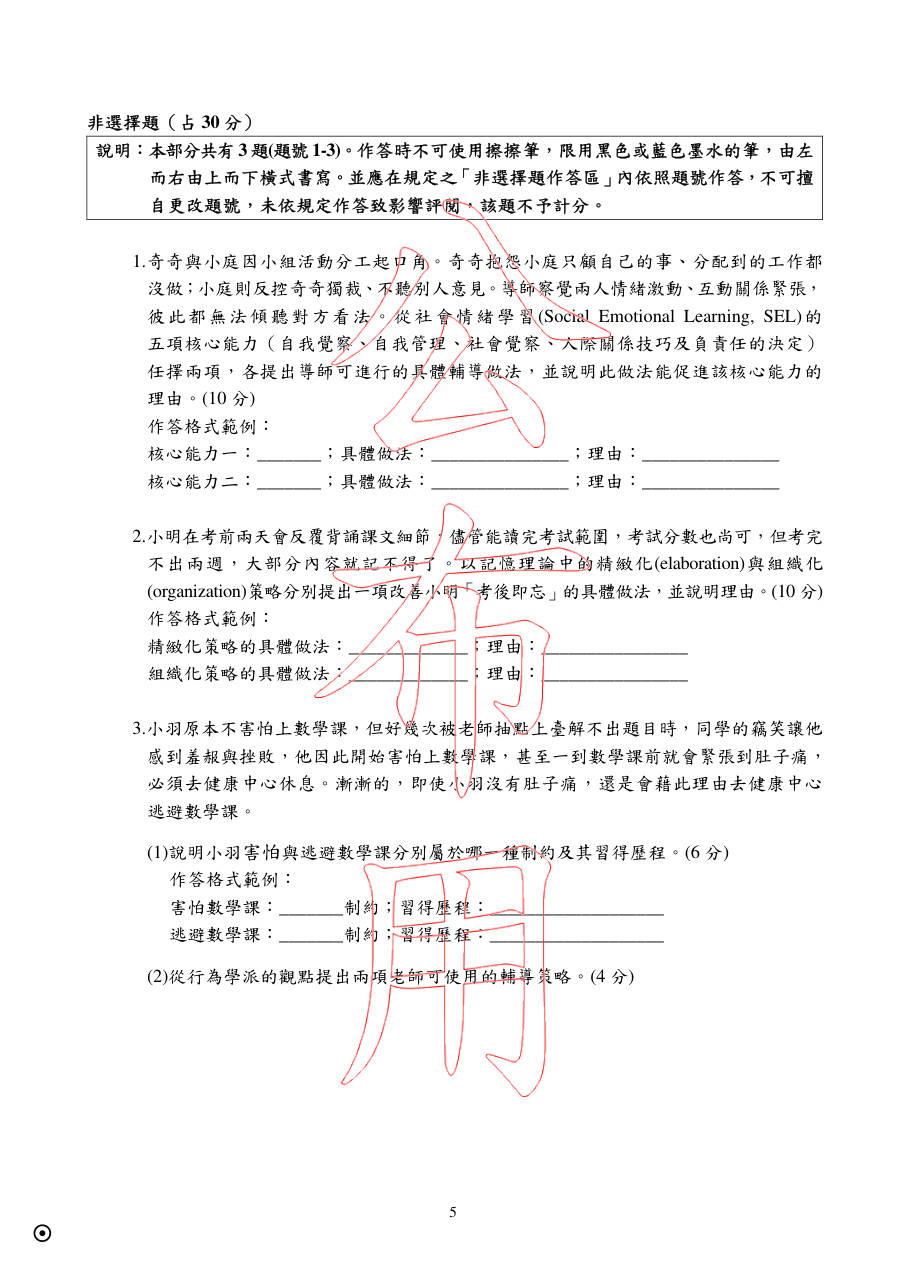 非選擇題（占 30 分）
說明：本部分共有 3 題(題號 1-3)。作答時不可使用擦擦筆，限用黑色或藍色墨水的筆，由左
而右由上而下橫式書寫。並應在規定之「非選擇題作答區」內依照題號作答，不可擅
自更改題號，未依規定作答致影響評閱，該題不予計分。
1.奇奇與小庭因小組活動分工起口角。奇奇抱怨小庭只顧自己的事、分配到的工作都
沒做；小庭則反控奇奇獨裁、不聽別人意見。導師察覺兩人情緒激動、互動關係緊張，
彼此都無法傾聽對方看法。從社會情緒學習(Social Emotional Learning, SEL)的
五項核心能力（自我覺察、自我管理、社會覺察、人際關係技巧及負責任的決定）
任擇兩項，各提出導師可進行的具體輔導做法，並說明此做法能促進該核心能力的
理由。(10 分)
作答格式範例：
核心能力一：_______；具體做法：_______________；理由：_______________
核心能力二：_______；具體做法：_______________；理由：_______________
2.小明在考前兩天會反覆背誦課文細節，儘管能讀完考試範圍，考試分數也尚可，但考完
不出兩週，大部分內容就記不得了。以記憶理論中的精緻化(elaboration)與組織化
(organization)策略分別提出一項改善小明「考後即忘」的具體做法，並說明理由。(10 分)
作答格式範例：
精緻化策略的具體做法：_____________；理由：________________
組織化策略的具體做法：_____________；理由：________________
3.小羽原本不害怕上數學課，但好幾次被老師抽點上臺解不出題目時，同學的竊笑讓他
感到羞赧與挫敗，他因此開始害怕上數學課，甚至一到數學課前就會緊張到肚子痛，
必須去健康中心休息。漸漸的，即使小羽沒有肚子痛，還是會藉此理由去健康中心
逃避數學課。
(1)說明小羽害怕與逃避數學課分別屬於哪一種制約及其習得歷程。(6 分)
作答格式範例：
害怕數學課：_______制約；習得歷程：___________________
逃避數學課：_______制約；習得歷程：___________________
(2)從行為學派的觀點提出兩項老師可使用的輔導策略。(4 分)
公布用
5